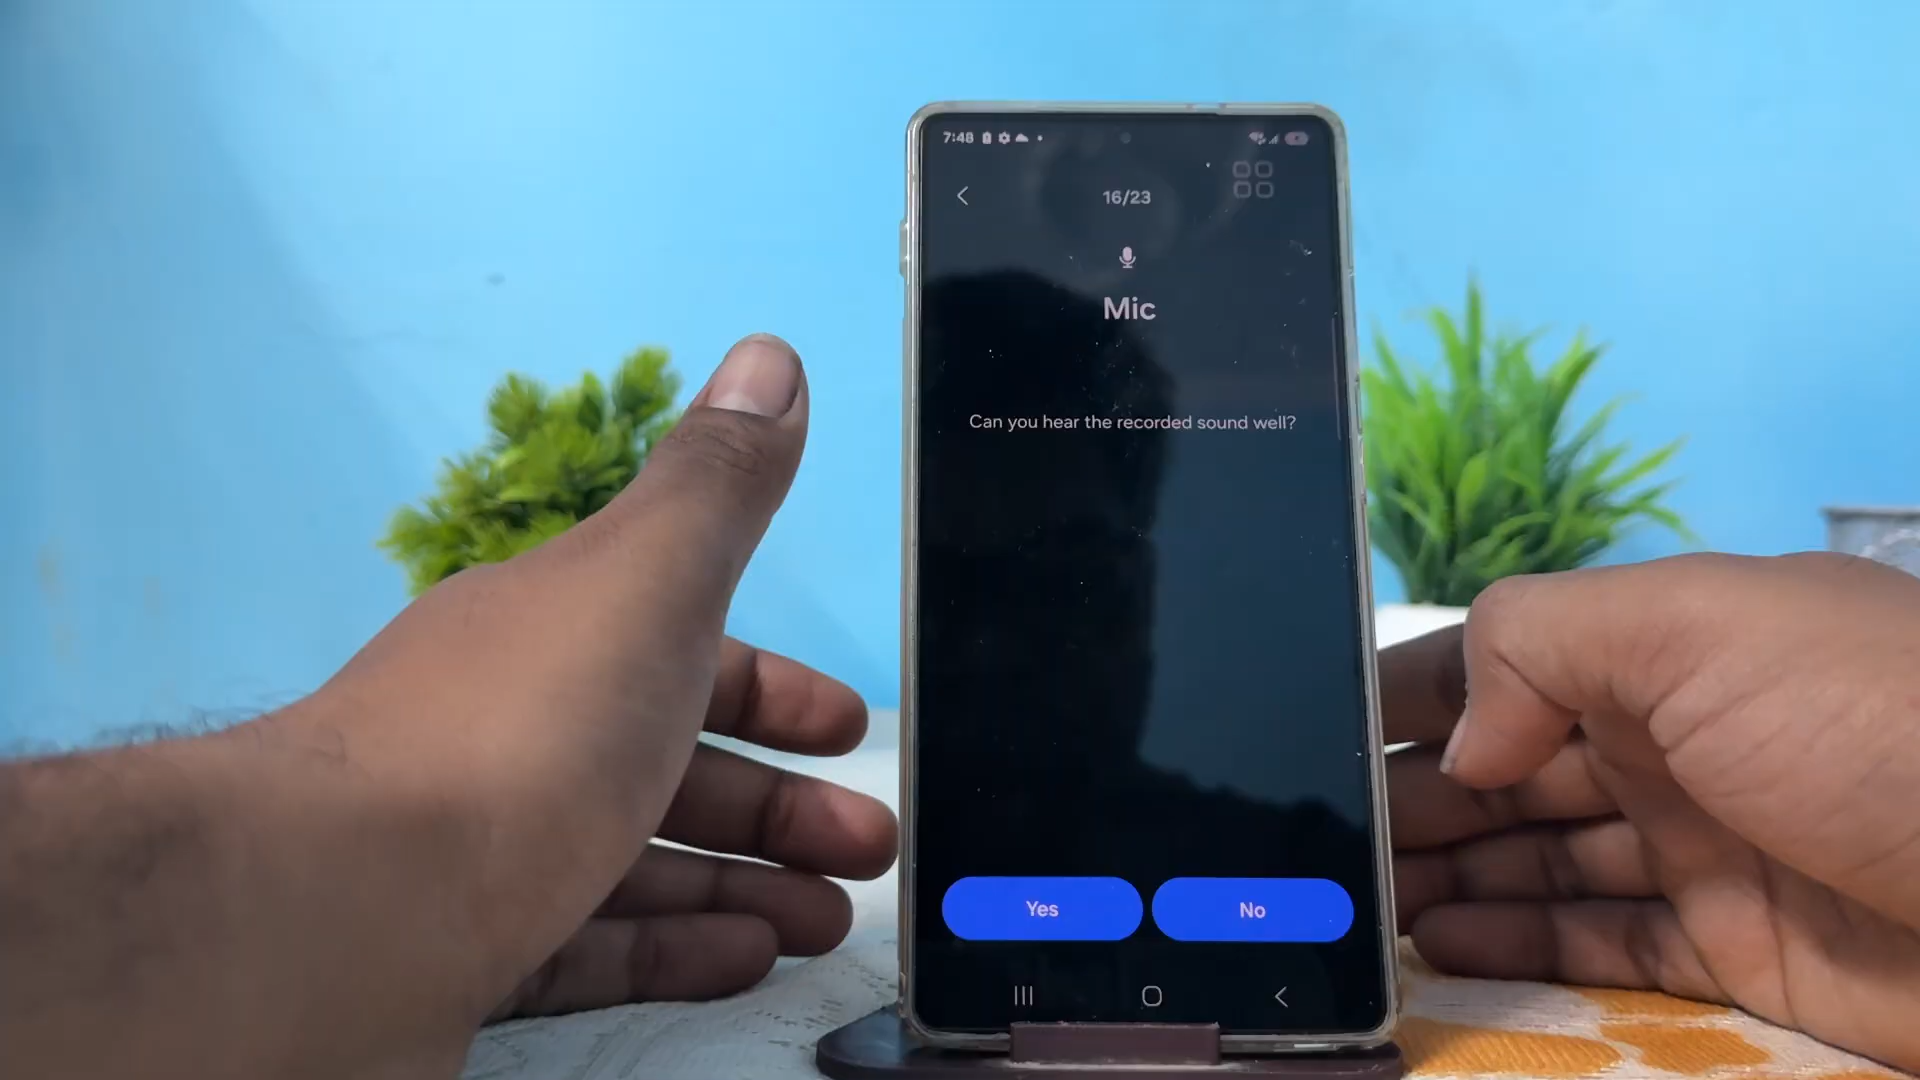 7:48
16/23
Mic
Can you hear the recorded sound well?
Yes
No